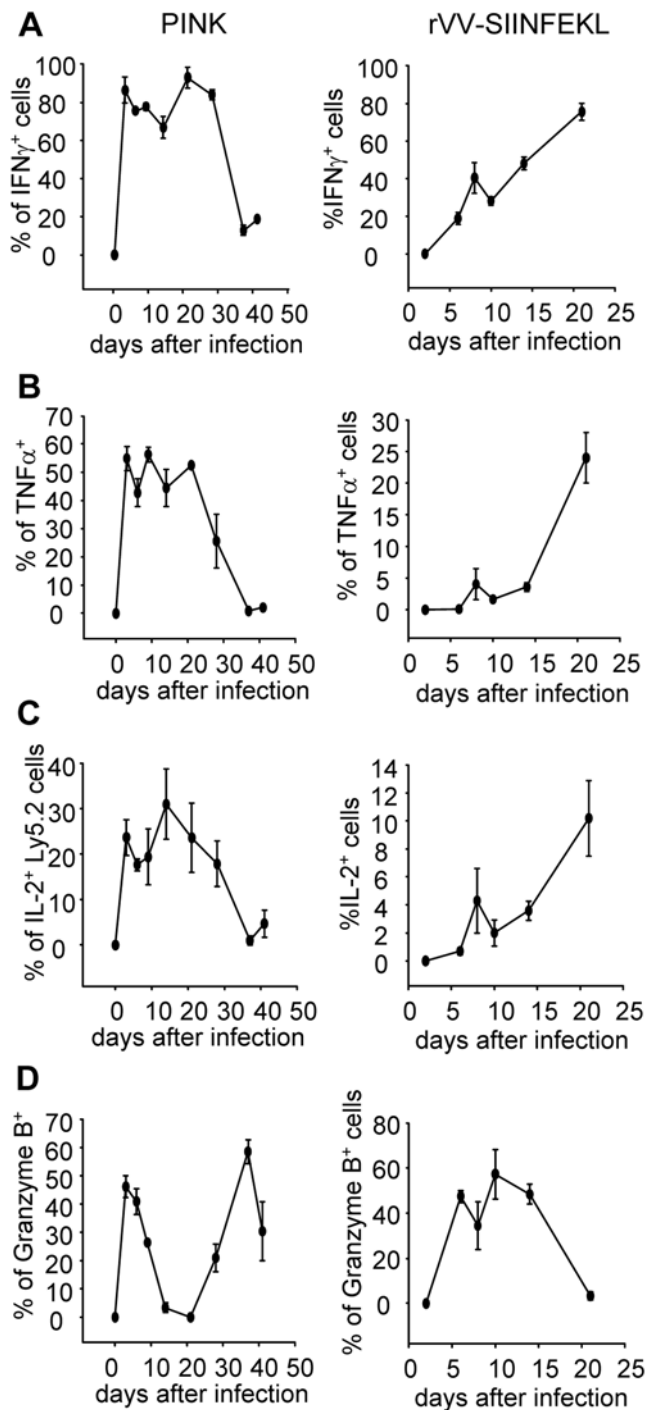 A PINK rVV-SIINFEKL
% of IFNγ+ cells
100
80
60
40
20
0
0 10 20 30 40 50
days after infection
%IFNγ+ cells
100
80
60
40
20
0
0 5 10 15 20 25
days after infection
B
% of TNFα+
70
60
50
40
30
20
10
0
0 10 20 30 40 50
days after infection
% of TNFα+ cells
30
25
20
15
10
5
0
0 5 10 15 20 25
days after infection
C
% of IL-2+ Ly5.2 cells
40
30
20
10
0
0 10 20 30 40 50
days after infection
%IL-2+ cells
14
12
10
8
6
4
2
0
0 5 10 15 20 25
days after infection
D
% of Granzyme B+
70
60
50
40
30
20
10
0
0 10 20 30 40 50
days after infection
% of Granzyme B+ cells
80
60
40
20
0
0 5 10 15 20 25
days after infection